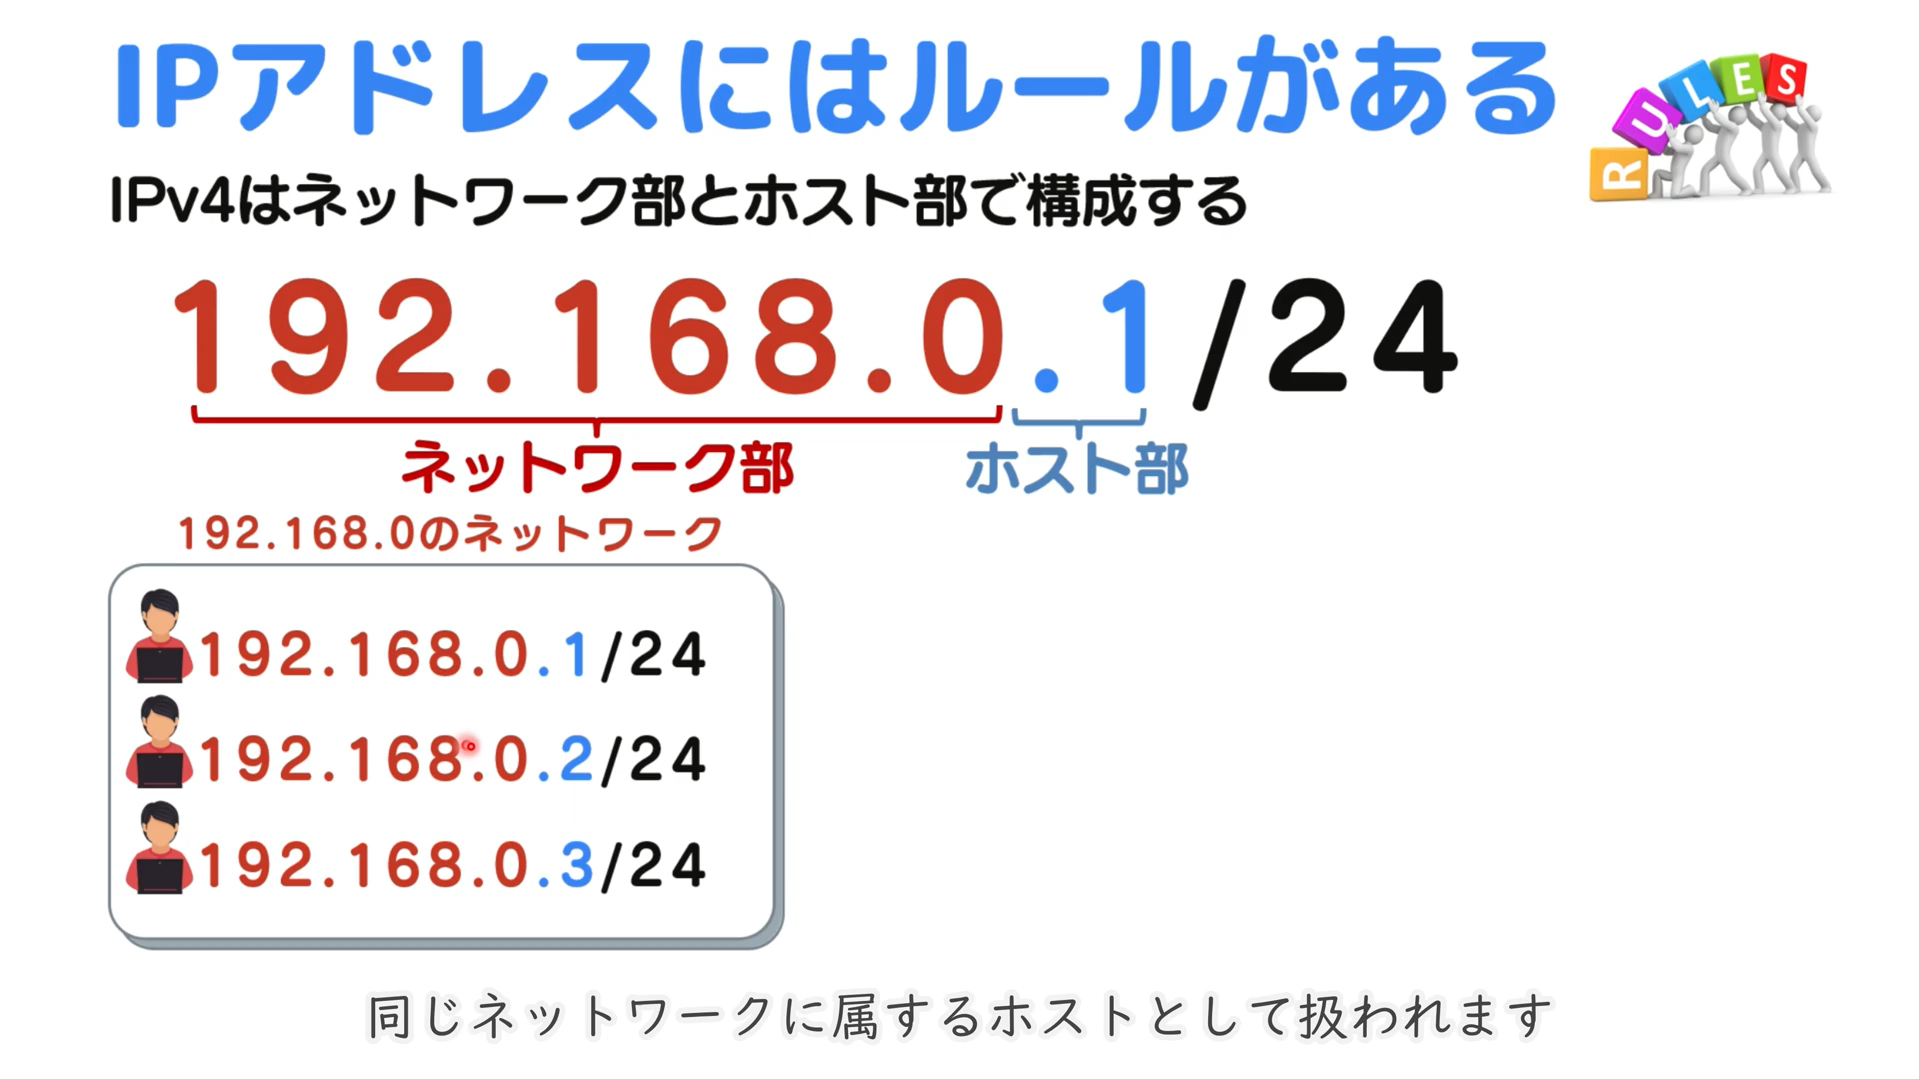 IPアドレスにはルールがある
RULES
IPv4はネットワーク部とホスト部で構成する
192.168.0.1/24
ネットワーク部 ホスト部
192.168.0のネットワーク
192.168.0.1/24
192.168.0.2/24
192.168.0.3/24
同じネットワークに属するホストとして扱われます